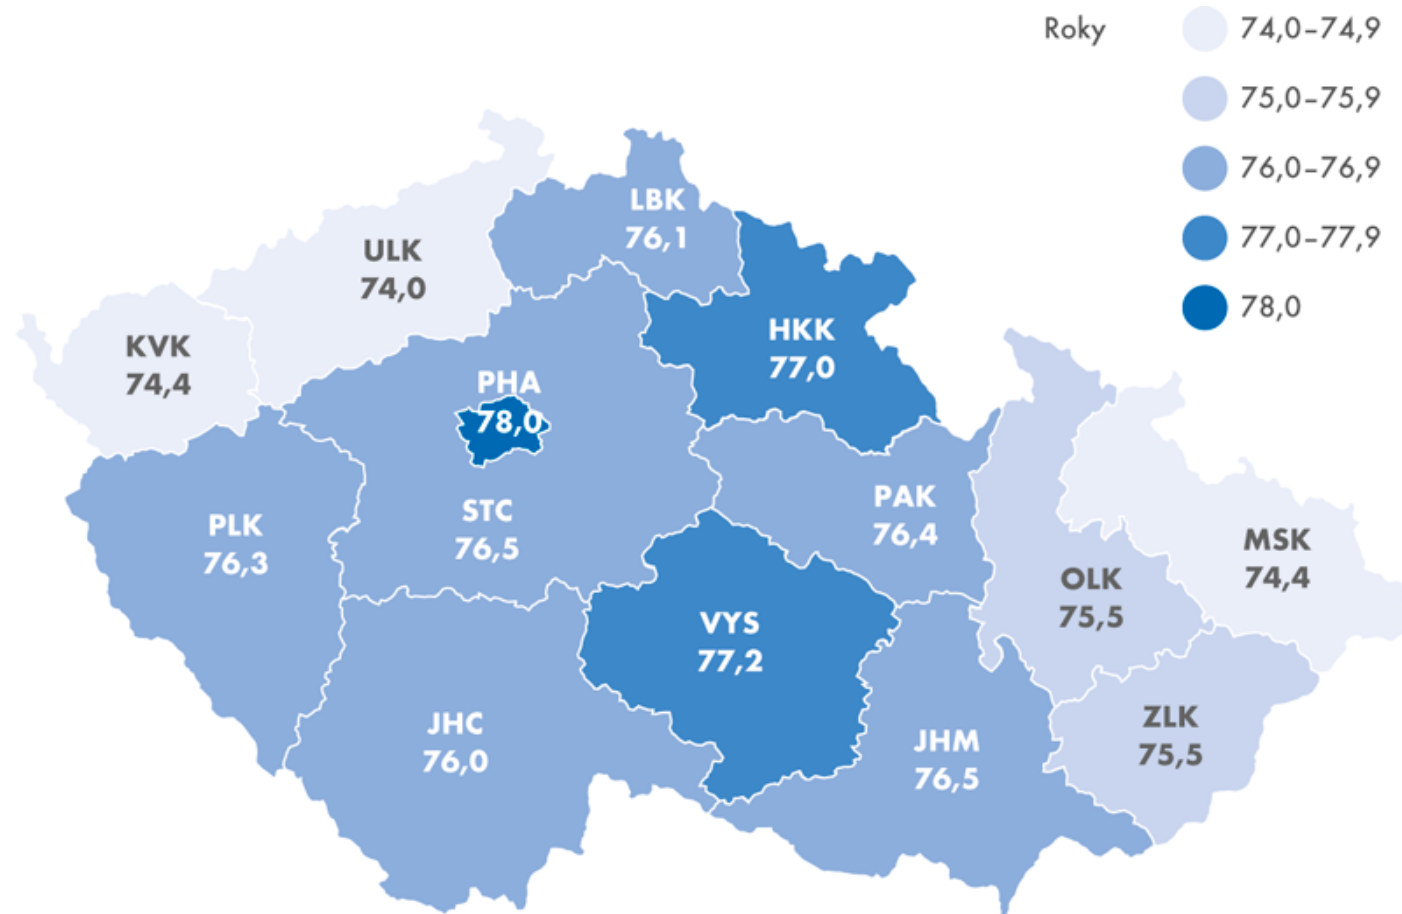 Roky
74,0–74,9
75,0–75,9
76,0–76,9
77,0–77,9
78,0
LBK
76,1
ULK
74,0
HKK
77,0
KVK
74,4
PHA
78,0
PAK
76,4
STC
76,5
PLK
76,3
MSK
74,4
OLK
75,5
VYS
77,2
ZLK
75,5
JHC
76,0
JHM
76,5